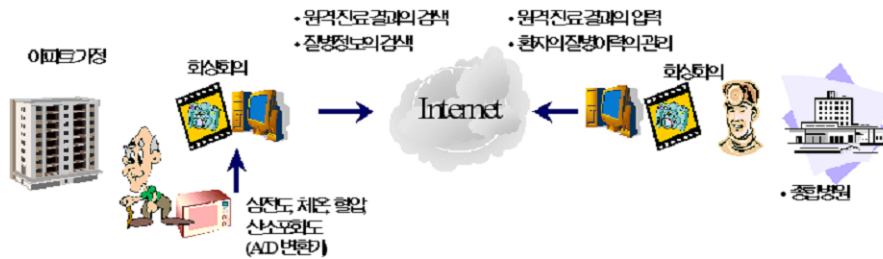 • 원격진료결과의 검색
• 질병정보의 검색
• 원격진료결과의 입력
• 환자의 질병이력의 관리
아파트가정
화상회의
Internet
화상회의
심전도, 체온, 혈압,
산소포화도
(A/D 변환기)
• 종합병원